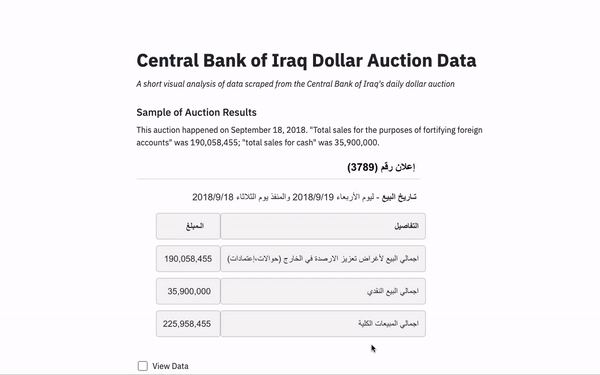 Central Bank of Iraq Dollar Auction Data
A short visual analysis of data scraped from the Central Bank of Iraq's daily dollar auction
Sample of Auction Results
This auction happened on September 18, 2018. "Total sales for the purposes of fortifying foreign
accounts" was 190,058,455; "total sales for cash" was 35,900,000.
إعلان رقم (3789)
تاريخ البيع - ليوم الأربعاء 2018/9/19 والمنفذ يوم الثلاثاء 2018/9/18
التفاصيل المبلغ
اجمالي البيع لأغراض تعزيز الارصدة في الخارج (حوالات،إعتمادات) 190,058,455
اجمالي البيع النقدي 35,900,000
اجمالي المبيعات الكلية 225,958,455
View Data